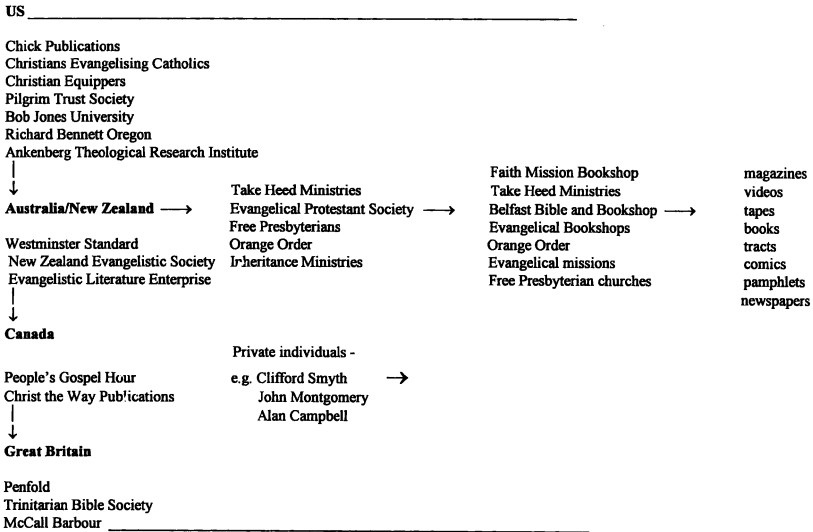 US
Chick Publications
Christians Evangelising Catholics
Christian Equippers
Pilgrim Trust Society
Bob Jones University
Richard Bennett Oregon
Ankenberg Theological Research Institute
Australia/New Zealand
Westminster Standard
New Zealand Evangelistic Society
Evangelistic Literature Enterprise
Canada
People's Gospel Hour
Christ the Way Publications
Great Britain
Penfold
Trinitarian Bible Society
McCall Barbour
Take Heed Ministries
Evangelical Protestant Society
Free Presbyterians
Orange Order
Inheritance Ministries
Private individuals -
e.g. Clifford Smyth
John Montgomery
Alan Campbell
Faith Mission Bookshop
Take Heed Ministries
Belfast Bible and Bookshop
Evangelical Bookshops
Orange Order
Evangelical missions
Free Presbyterian churches
magazines
videos
tapes
books
tracts
comics
pamphlets
newspapers